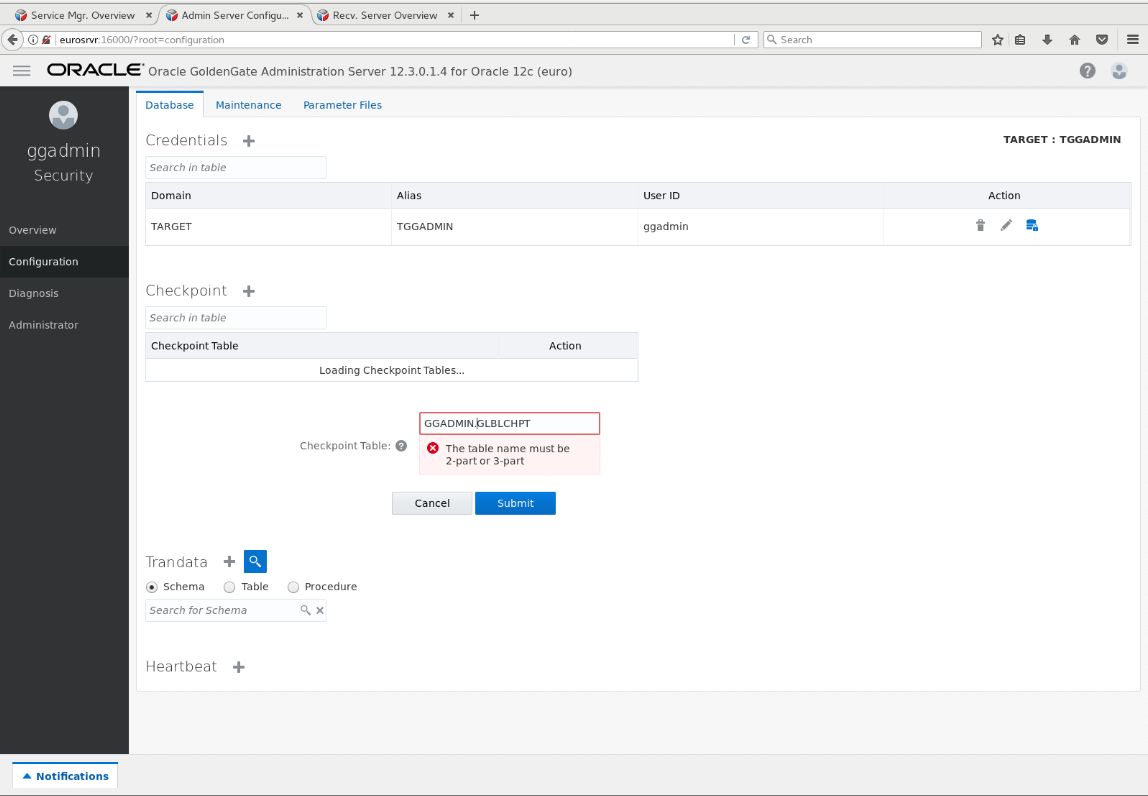 Service Mgr. Overview
Admin Server Configu...
Recv. Server Overview
eurosrvr:16000/?root=configuration
Search
ORACLE Oracle GoldenGate Administration Server 12.3.0.1.4 for Oracle 12c (euro)
ggadmin
Security
Overview
Configuration
Diagnosis
Administrator
Database Maintenance Parameter Files
Credentials
TARGET : TGGADMIN
Search in table
Domain Alias User ID Action
TARGET TGGADMIN ggadmin
Checkpoint
Search in table
Checkpoint Table Action
Loading Checkpoint Tables...
GGADMIN.GLBLCHPT
Checkpoint Table:
The table name must be
2-part or 3-part
Cancel Submit
Trandata
Schema Table Procedure
Search for Schema
Heartbeat
Notifications